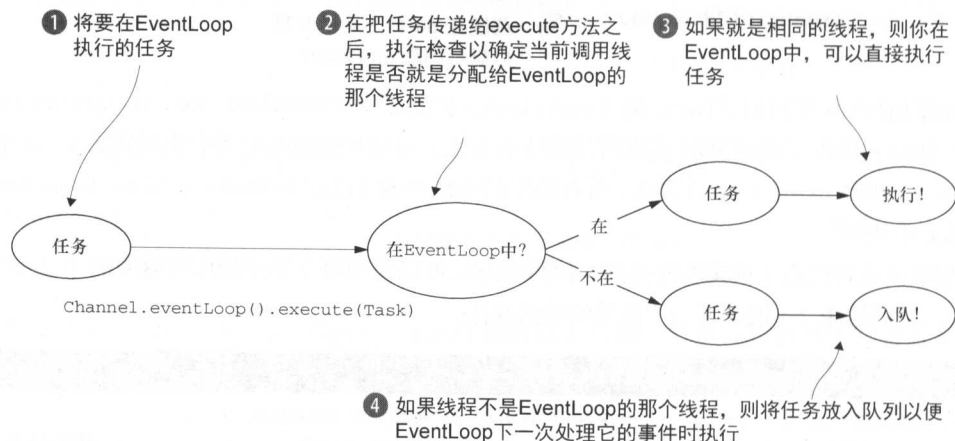 ❶ 将要在EventLoop
执行的任务
❷ 在把任务传递给execute方法之
后，执行检查以确定当前调用线
程是否就是分配给EventLoop的
那个线程
❸ 如果就是相同的线程，则你在
EventLoop中，可以直接执行
任务
任务
在EventLoop中?
在
不在
任务
执行!
任务
入队!
Channel.eventLoop().execute(Task)
❹ 如果线程不是EventLoop的那个线程，则将任务放入队列以便
EventLoop下一次处理它的事件时执行